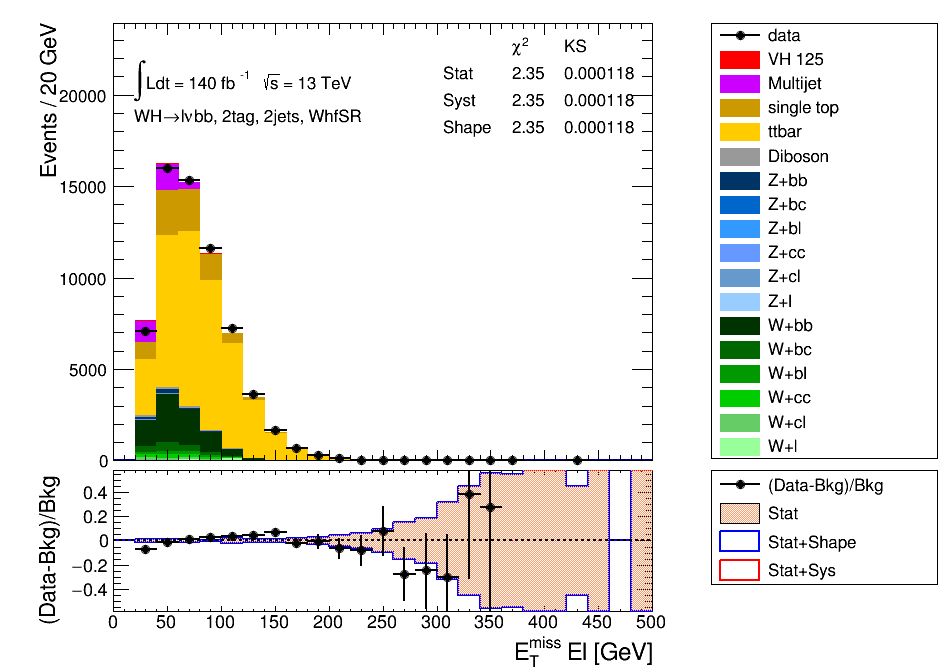 Events / 20 GeV
20000
15000
10000
5000
0
∫Ldt = 140 fb⁻¹ √s = 13 TeV
WH→lνbb, 2tag, 2jets, WhfSR
χ² KS
Stat 2.35 0.000118
Syst 2.35 0.000118
Shape 2.35 0.000118
data
VH 125
Multijet
single top
ttbar
Diboson
Z+bb
Z+bc
Z+bl
Z+cc
Z+cl
Z+l
W+bb
W+bc
W+bl
W+cc
W+cl
W+l
(Data-Bkg)/Bkg
0.4
0.2
0
−0.2
−0.4
0 50 100 150 200 250 300 350 400 450 500
E_T^miss El [GeV]
(Data-Bkg)/Bkg
Stat
Stat+Shape
Stat+Sys